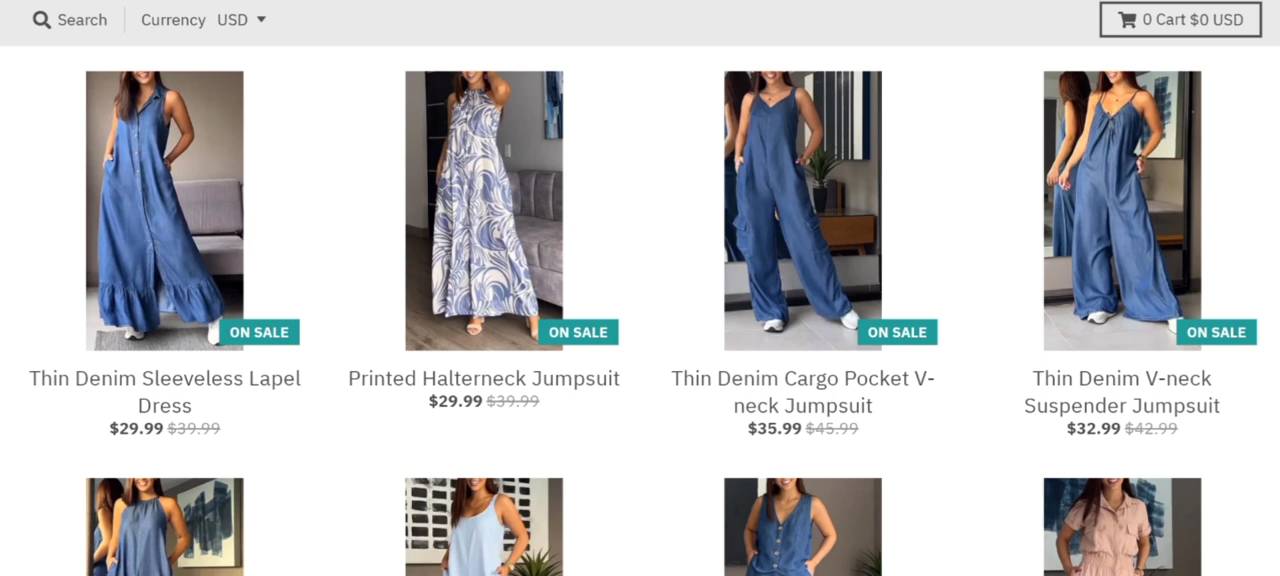 Search Currency USD 0 Cart $0 USD
ON SALE ON SALE ON SALE ON SALE
Thin Denim Sleeveless Lapel
Dress
$29.99 $39.99
Printed Halterneck Jumpsuit
$29.99 $39.99
Thin Denim Cargo Pocket V-
neck Jumpsuit
$35.99 $45.99
Thin Denim V-neck
Suspender Jumpsuit
$32.99 $42.99